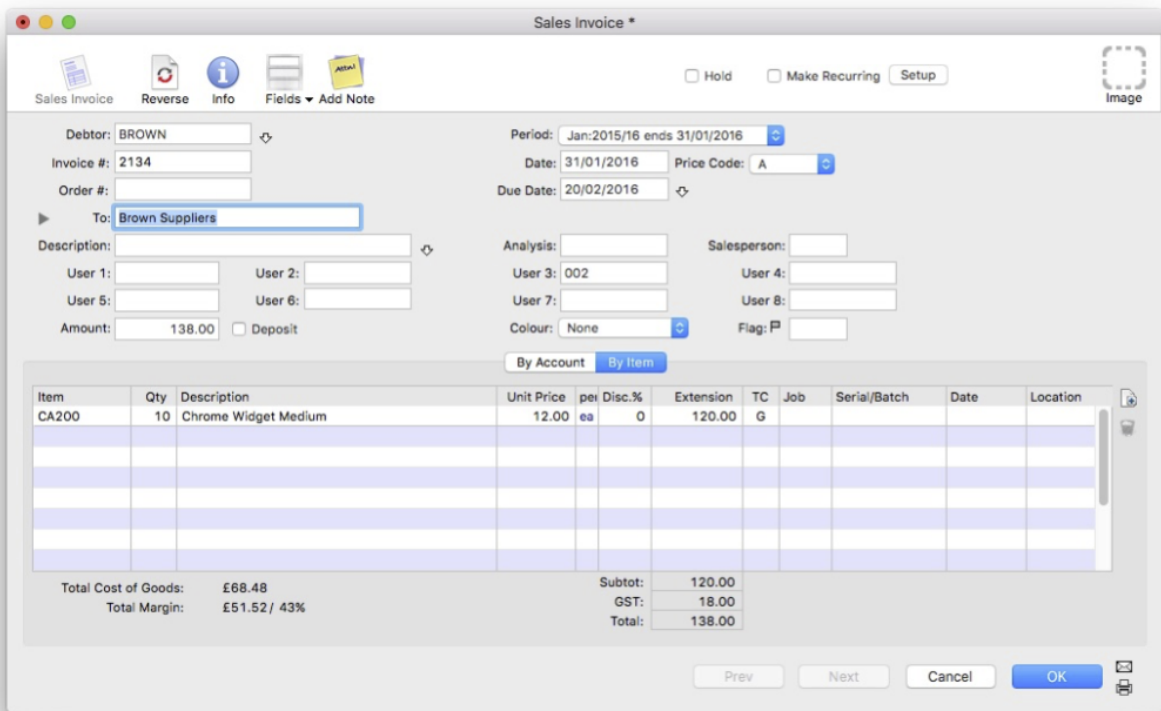 Sales Invoice *
Sales Invoice Reverse Info Fields Add Note
Hold Make Recurring Setup
Image
Debtor: BROWN Period: Jan:2015/16 ends 31/01/2016
Invoice #: 2134 Date: 31/01/2016 Price Code: A
Order #: Due Date: 20/02/2016
To: Brown Suppliers
Description: Analysis: Salesperson:
User 1: User 2: User 3: 002 User 4:
User 5: User 6: User 7: User 8:
Amount: 138.00 Deposit Colour: None Flag:
By Account By Item
Item Qty Description Unit Price per Disc.% Extension TC Job Serial/Batch Date Location
CA200 10 Chrome Widget Medium 12.00 ea 0 120.00 G
Total Cost of Goods: £68.48 Subtot: 120.00
Total Margin: £51.52/ 43% GST: 18.00
Total: 138.00
Prev Next Cancel OK